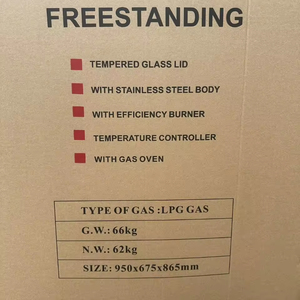 FREESTANDING
TEMPERED GLASS LID
WITH STAINLESS STEEL BODY
WITH EFFICIENCY BURNER
TEMPERATURE CONTROLLER
WITH GAS OVEN
TYPE OF GAS :LPG GAS
G.W.: 66kg
N.W.: 62kg
SIZE: 950x675x865mm